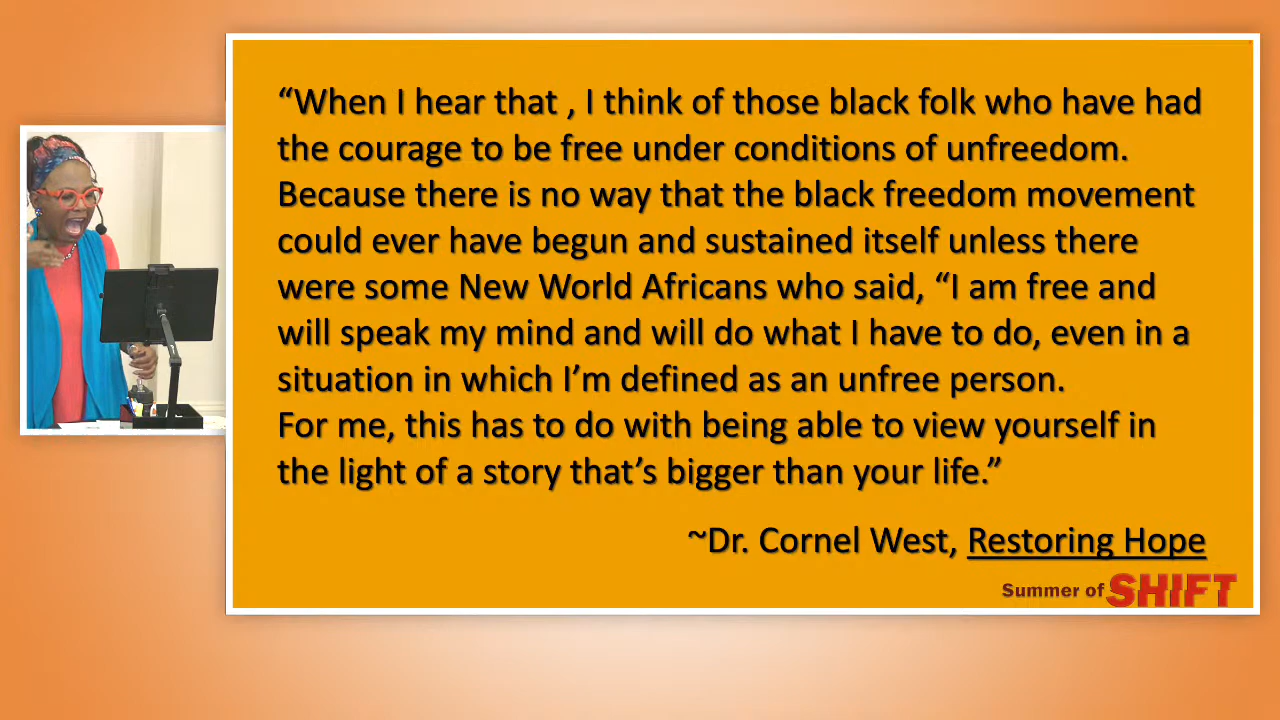 “When I hear that , I think of those black folk who have had
the courage to be free under conditions of unfreedom.
Because there is no way that the black freedom movement
could ever have begun and sustained itself unless there
were some New World Africans who said, “I am free and
will speak my mind and will do what I have to do, even in a
situation in which I’m defined as an unfree person.
For me, this has to do with being able to view yourself in
the light of a story that’s bigger than your life.”
~Dr. Cornel West, Restoring Hope
Summer of SHIFT